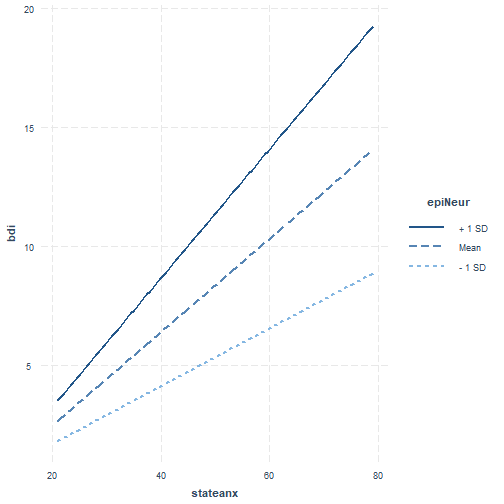 20
15
10
5
bdi
20 40 60 80
stateanx
epiNeur
+ 1 SD
Mean
- 1 SD